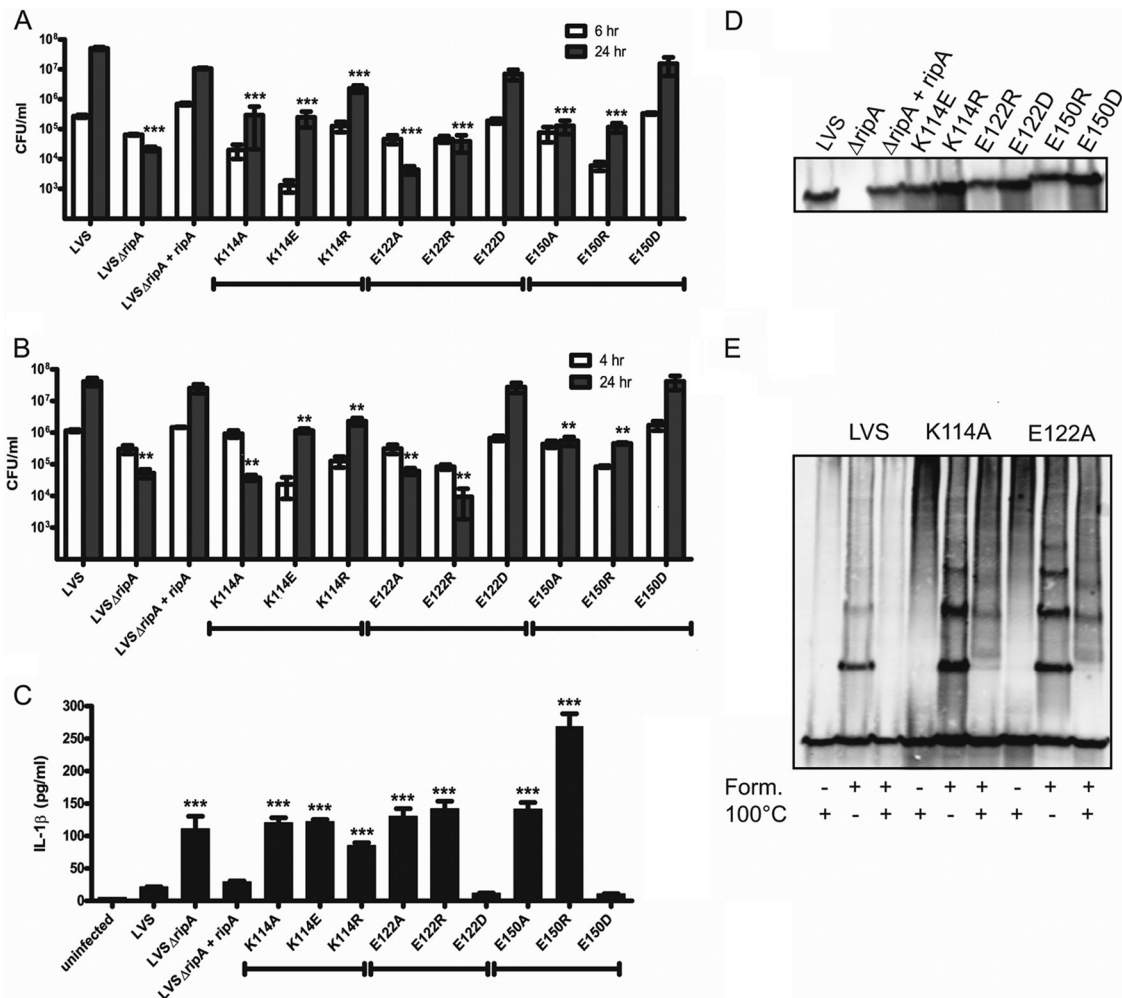 A
10⁸
10⁷
10⁶
10⁵
10⁴
10³
CFU/ml
6 hr
24 hr
***
***
***
***
***
***
***
***
LVS
LVSΔripA
LVSΔripA + ripA
K114A
K114E
K114R
E122A
E122R
E122D
E150A
E150R
E150D
B
10⁸
10⁷
10⁶
10⁵
10⁴
10³
CFU/ml
4 hr
24 hr
**
**
**
**
**
**
**
**
LVS
LVSΔripA
LVSΔripA + ripA
K114A
K114E
K114R
E122A
E122R
E122D
E150A
E150R
E150D
C
300
250
200
150
100
50
0
IL-1β (pg/ml)
***
***
***
***
***
***
***
***
uninfected
LVS
LVSΔripA
LVSΔripA + ripA
K114A
K114E
K114R
E122A
E122R
E122D
E150A
E150R
E150D
D
LVS
ΔripA
ΔripA + ripA
K114E
K114R
E122R
E122D
E150R
E150D
E
LVS K114A E122A
Form. - + + - + + - + +
100°C + - + + - + + - +